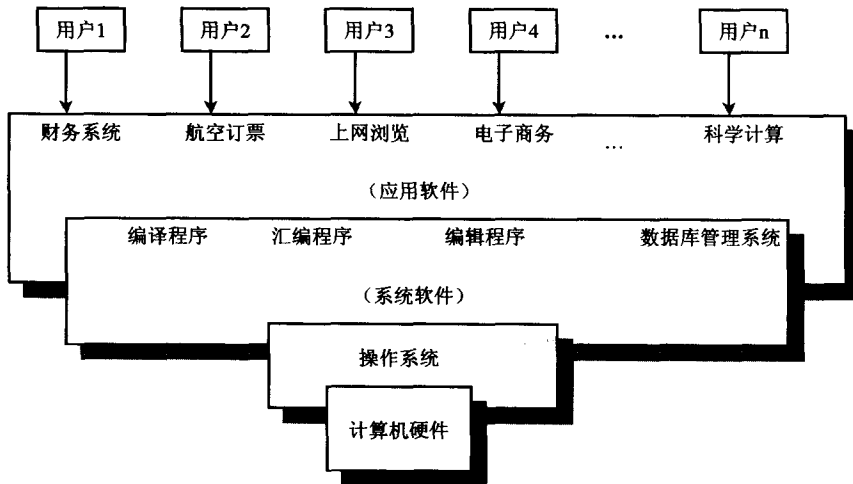 用户1 用户2 用户3 用户4 … 用户n
财务系统 航空订票 上网浏览 电子商务 … 科学计算
（应用软件）
编译程序 汇编程序 编辑程序 数据库管理系统
（系统软件）
操作系统
计算机硬件